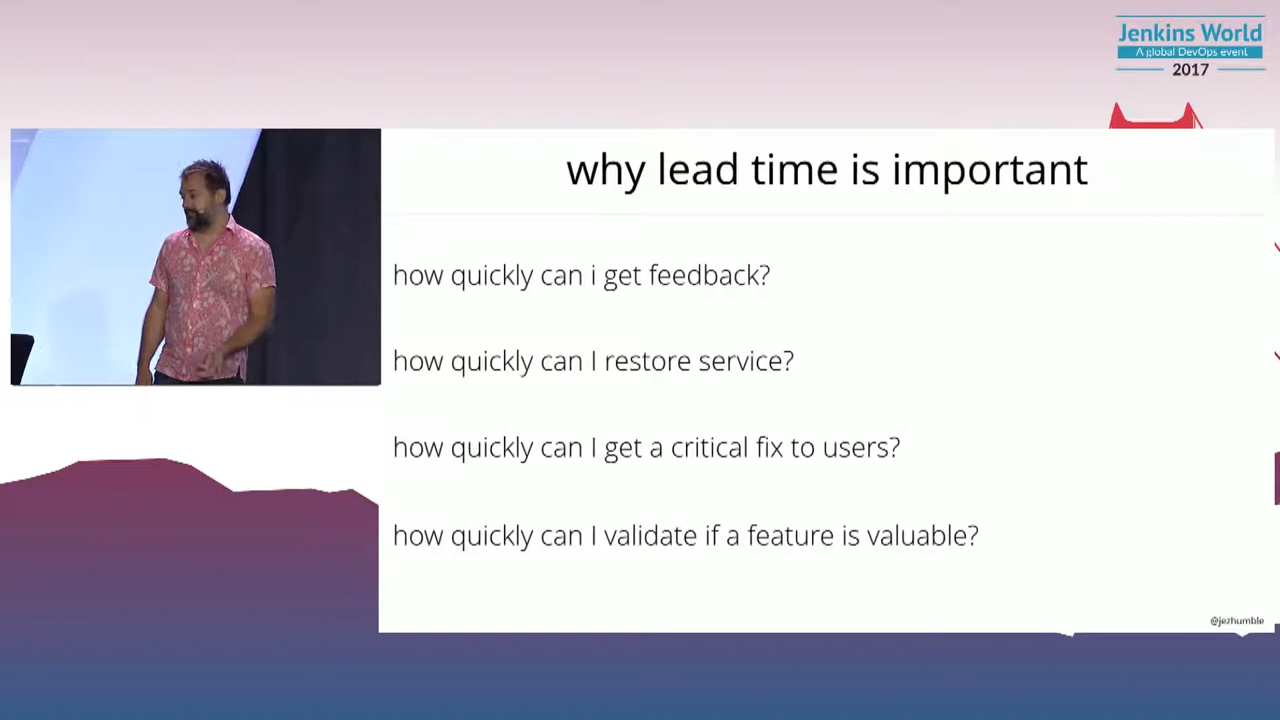 Jenkins World
A global DevOps event
2017
why lead time is important
how quickly can i get feedback?
how quickly can I restore service?
how quickly can I get a critical fix to users?
how quickly can I validate if a feature is valuable?
@jezhumble